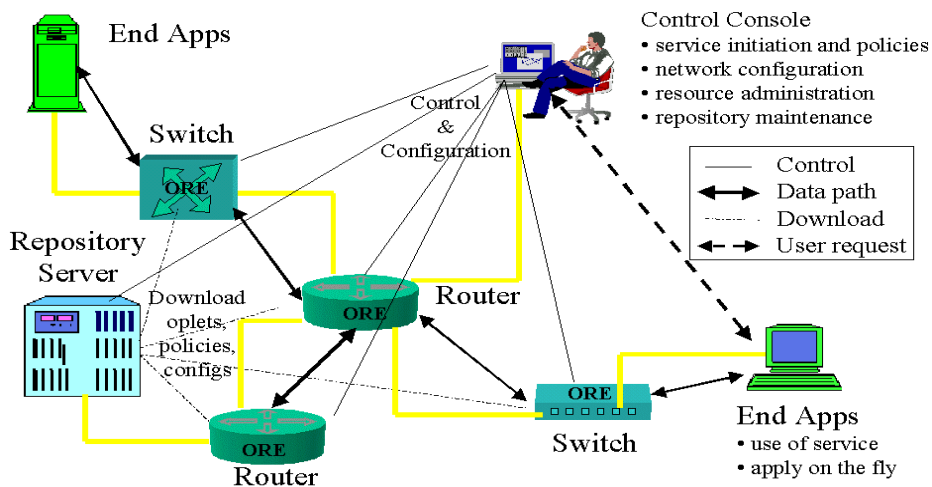 End Apps
Control Console
• service initiation and policies
• network configuration
• resource administration
• repository maintenance
Control
&
Configuration
Switch
ORE
Control
Data path
Download
User request
Repository
Server
Download
oplets,
policies,
configs
Router
ORE
ORE
Switch
ORE
Router
End Apps
• use of service
• apply on the fly